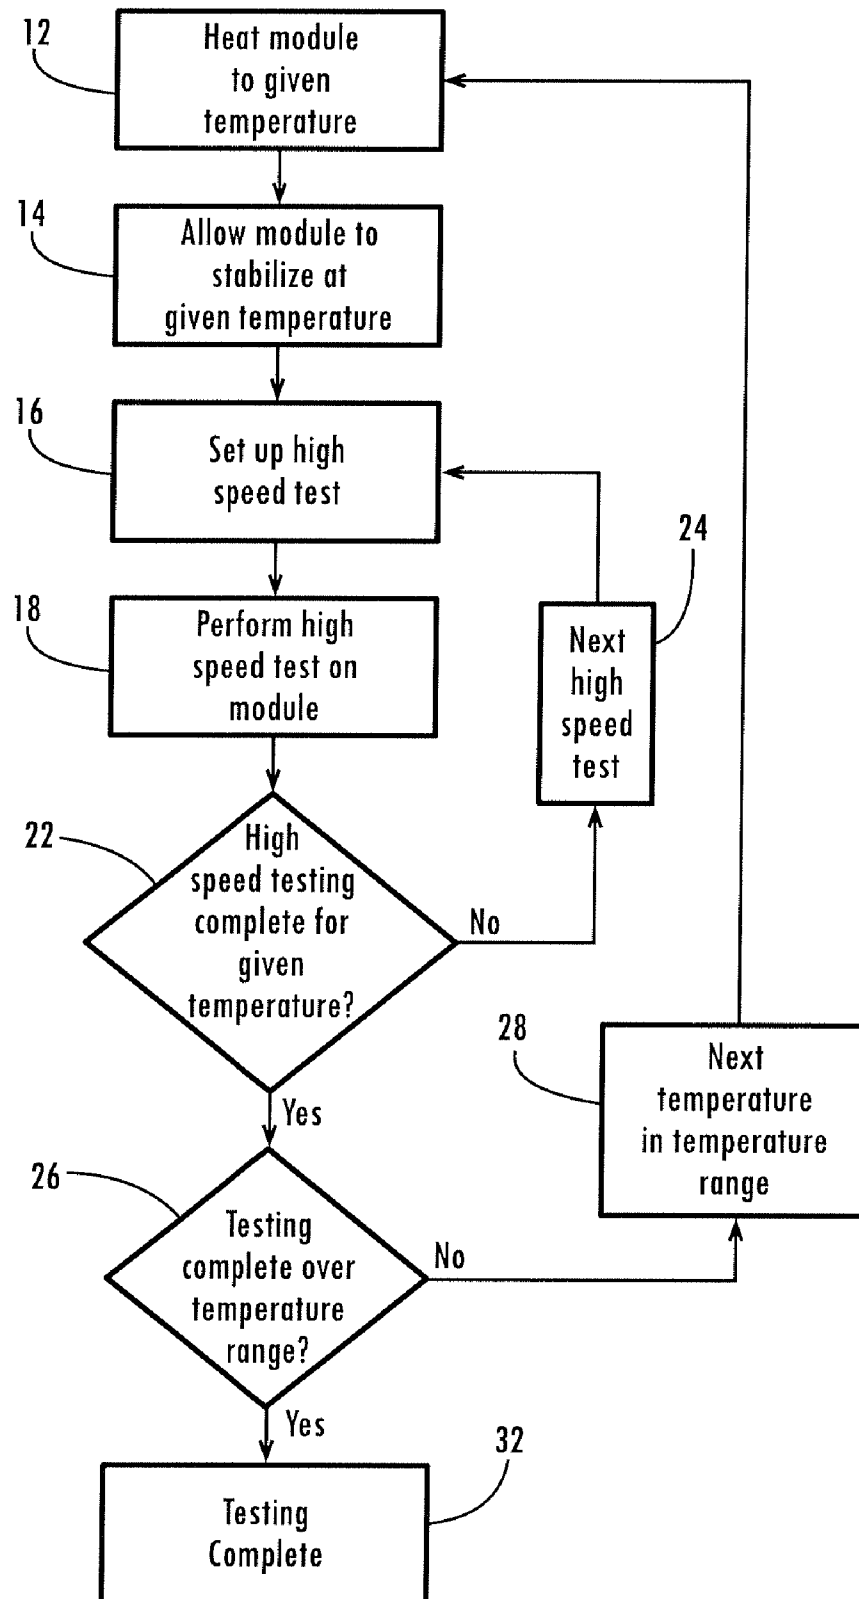 12
Heat module
to given
temperature
14
Allow module to
stabilize at
given temperature
16
Set up high
speed test
24
18
Perform high
speed test on
module
Next
high
speed
test
22
High
speed testing
complete for
given
temperature?
No
28
Next
temperature
in temperature
range
Yes
26
Testing
complete over
temperature
range?
No
Yes
32
Testing
Complete